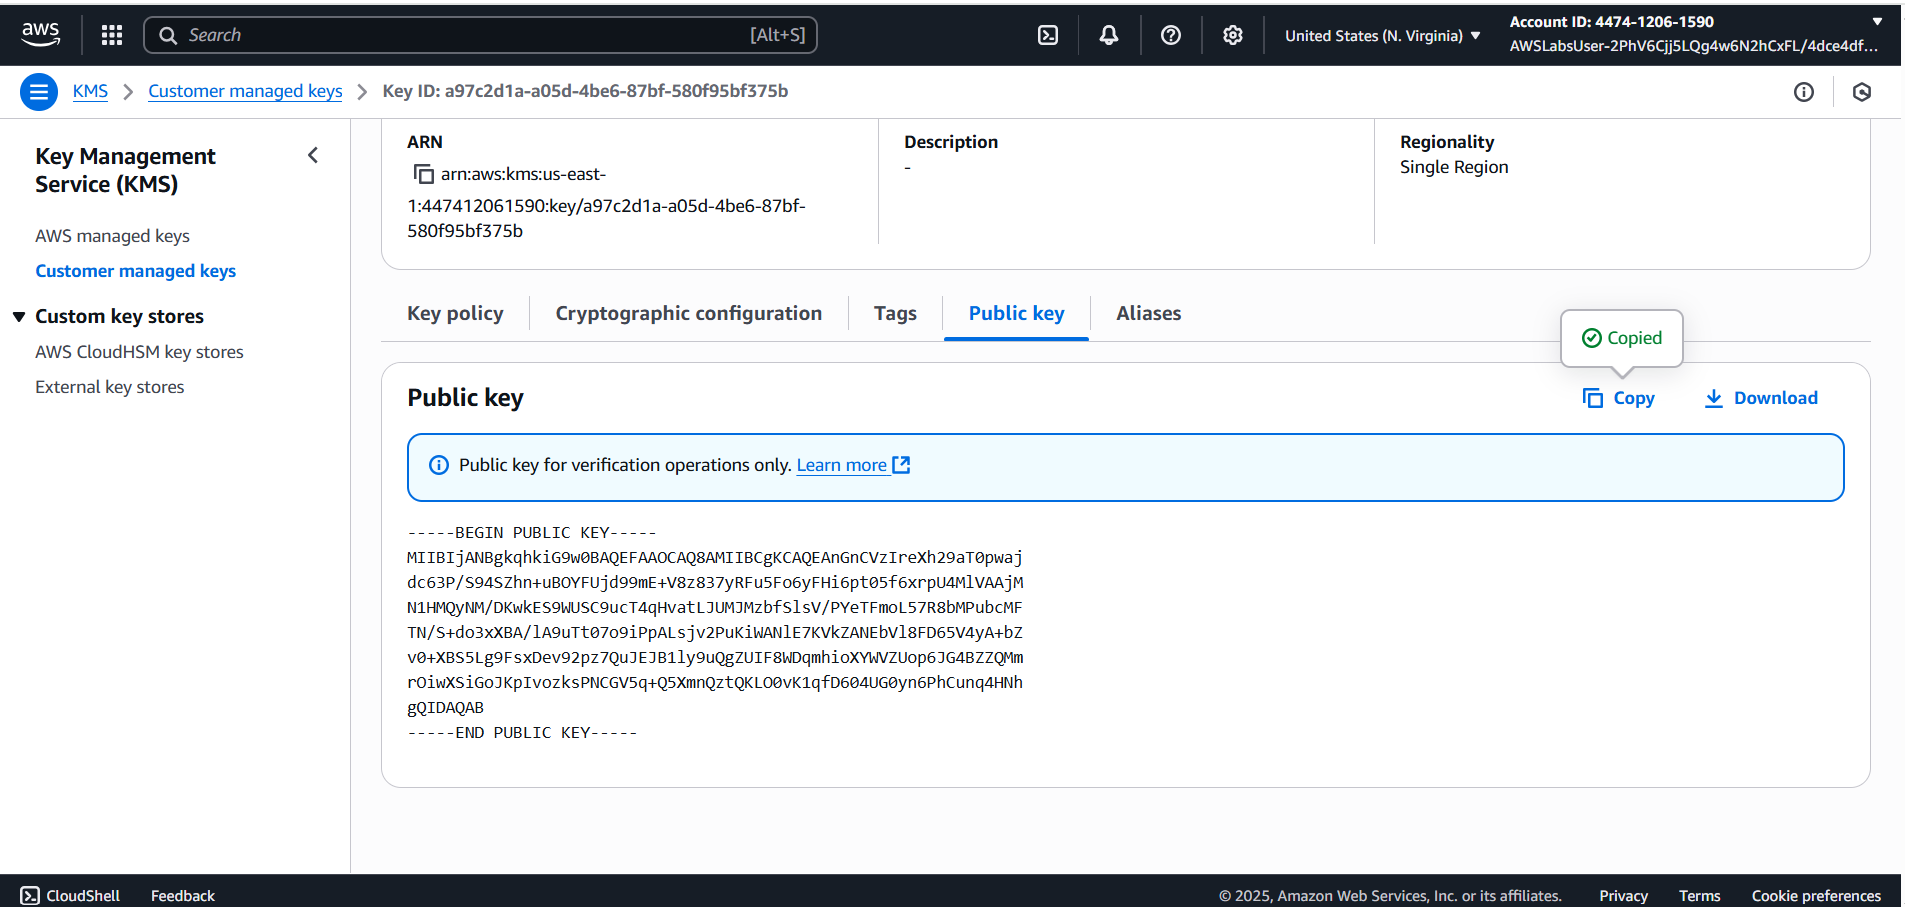 aws
Search
[Alt+S]
United States (N. Virginia)
Account ID: 4474-1206-1590
AWSLabsUser-2PhV6Cjj5LQg4w6N2hCxFL/4dce4df...
KMS
Customer managed keys
Key ID: a97c2d1a-a05d-4be6-87bf-580f95bf375b
Key Management
Service (KMS)
AWS managed keys
Customer managed keys
Custom key stores
AWS CloudHSM key stores
External key stores
ARN
arn:aws:kms:us-east-
1:447412061590:key/a97c2d1a-a05d-4be6-87bf-
580f95bf375b
Description
-
Regionality
Single Region
Key policy
Cryptographic configuration
Tags
Public key
Aliases
Copied
Public key
Copy
Download
Public key for verification operations only. Learn more
-----BEGIN PUBLIC KEY-----
MIIBIjANBgkqhkiG9w0BAQEFAAOCAQ8AMIIBCgKCAQEAnGnCVzIreXh29aT0pwaj
dc63P/S94SZhn+uBOYFUjd99mE+V8z837yRFu5Fo6yFHi6pt05f6xrpU4MlVAAjM
N1HMQyNM/DKwkES9WUSC9ucT4qHvatLJUMJMzbfSlsV/PYeTFmoL57R8bMPubcMF
TN/S+do3xXBA/lA9uTt07o9iPpALsjv2PuKiWANlE7KVkZANEbVl8FD65V4yA+bZ
v0+XBS5Lg9FsxDev92pz7QuJEJB1ly9uQgZUIF8WDqmhioXYWVZUop6JG4BZZQMm
rOiwXSiGoJKpIvozksPNCGV5q+Q5XmnQztQKLO0vK1qfD604UG0yn6PhCunq4HNh
gQIDAQAB
-----END PUBLIC KEY-----
CloudShell
Feedback
© 2025, Amazon Web Services, Inc. or its affiliates.
Privacy
Terms
Cookie preferences